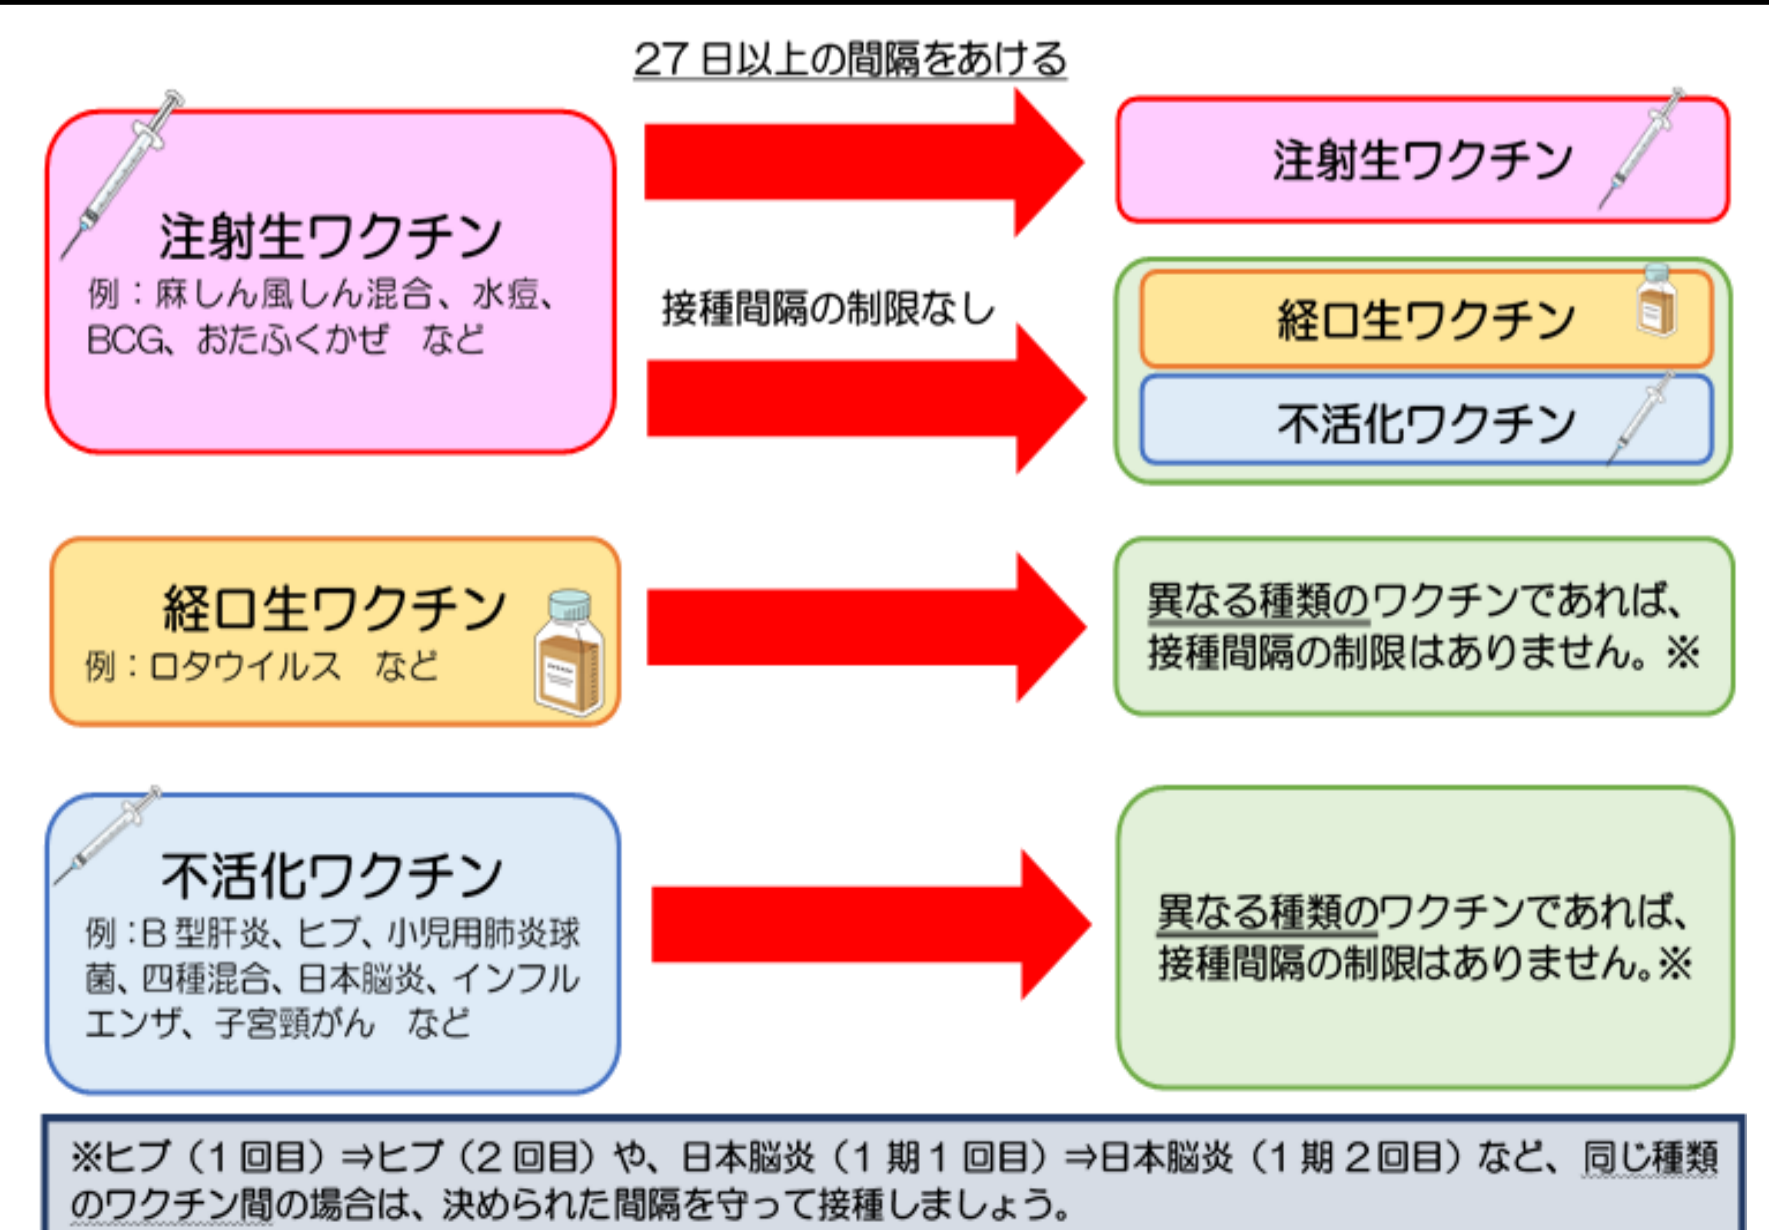 27日以上の間隔をあける
注射生ワクチン
例：麻しん風しん混合、水痘、
BCG、おたふくかぜ　など
注射生ワクチン
接種間隔の制限なし
経口生ワクチン
不活化ワクチン
経口生ワクチン
例：ロタウイルス　など
異なる種類のワクチンであれば、
接種間隔の制限はありません。※
不活化ワクチン
例：B型肝炎、ヒブ、小児用肺炎球
菌、四種混合、日本脳炎、インフル
エンザ、子宮頸がん　など
異なる種類のワクチンであれば、
接種間隔の制限はありません。※
※ヒブ（1回目）⇒ヒブ（2回目）や、日本脳炎（1期1回目）⇒日本脳炎（1期2回目）など、同じ種類
のワクチン間の場合は、決められた間隔を守って接種しましょう。